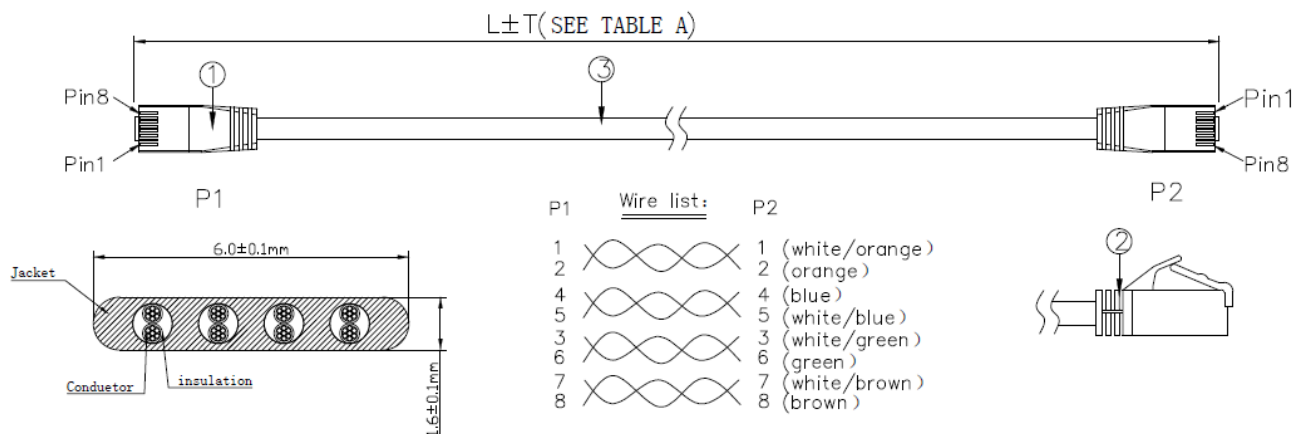 L±T(SEE TABLE A)
1
3
Pin8
Pin1
Pin1
Pin8
P1
P2
6.0±0.1mm
Jacket
Conduetor
insulation
1.6±0.1mm
P1 Wire list: P2
1 1 (white/orange)
2 2 (orange)
4 4 (blue)
5 5 (white/blue)
3 3 (white/green)
6 6 (green)
7 7 (white/brown)
8 8 (brown)
2